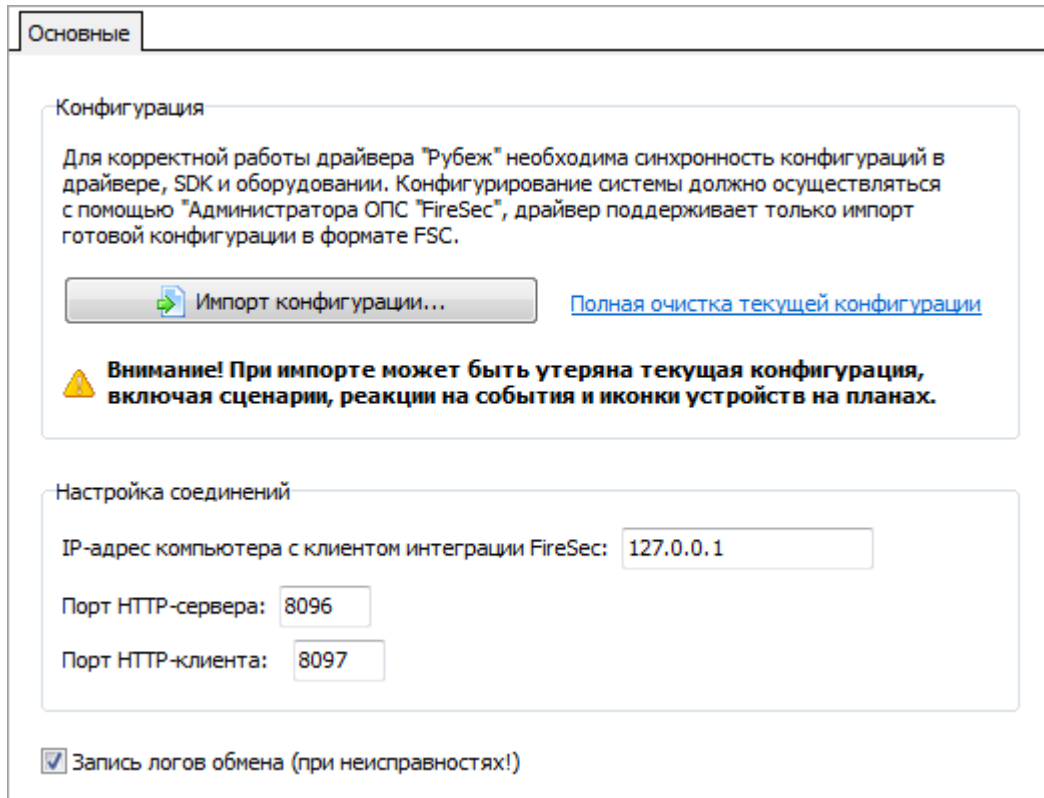 Основные
Конфигурация
Для корректной работы драйвера "Рубеж" необходима синхронность конфигураций в
драйвере, SDK и оборудовании. Конфигурирование системы должно осуществляться
с помощью "Администратора ОПС "FireSec", драйвер поддерживает только импорт
готовой конфигурации в формате FSC.
Импорт конфигурации... Полная очистка текущей конфигурации
Внимание! При импорте может быть утеряна текущая конфигурация,
включая сценарии, реакции на события и иконки устройств на планах.
Настройка соединений
IP-адрес компьютера с клиентом интеграции FireSec: 127.0.0.1
Порт HTTP-сервера: 8096
Порт HTTP-клиента: 8097
Запись логов обмена (при неисправностях!)